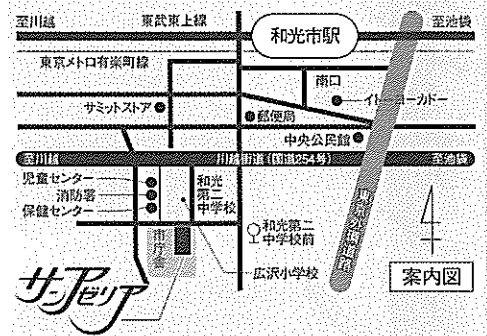 至川越
東武東上線
和光市駅
至池袋
東京メトロ有楽町線
南口
イトーヨーカドー
サミットストア
郵便局
中央公民館
至川越
川越街道(国道254号)
至池袋
児童センター
消防署
保健センター
和光
第二
中学校
市庁舎
和光第二
中学校前
広沢小学校
東京外環道路
サンアゼリア
案内図